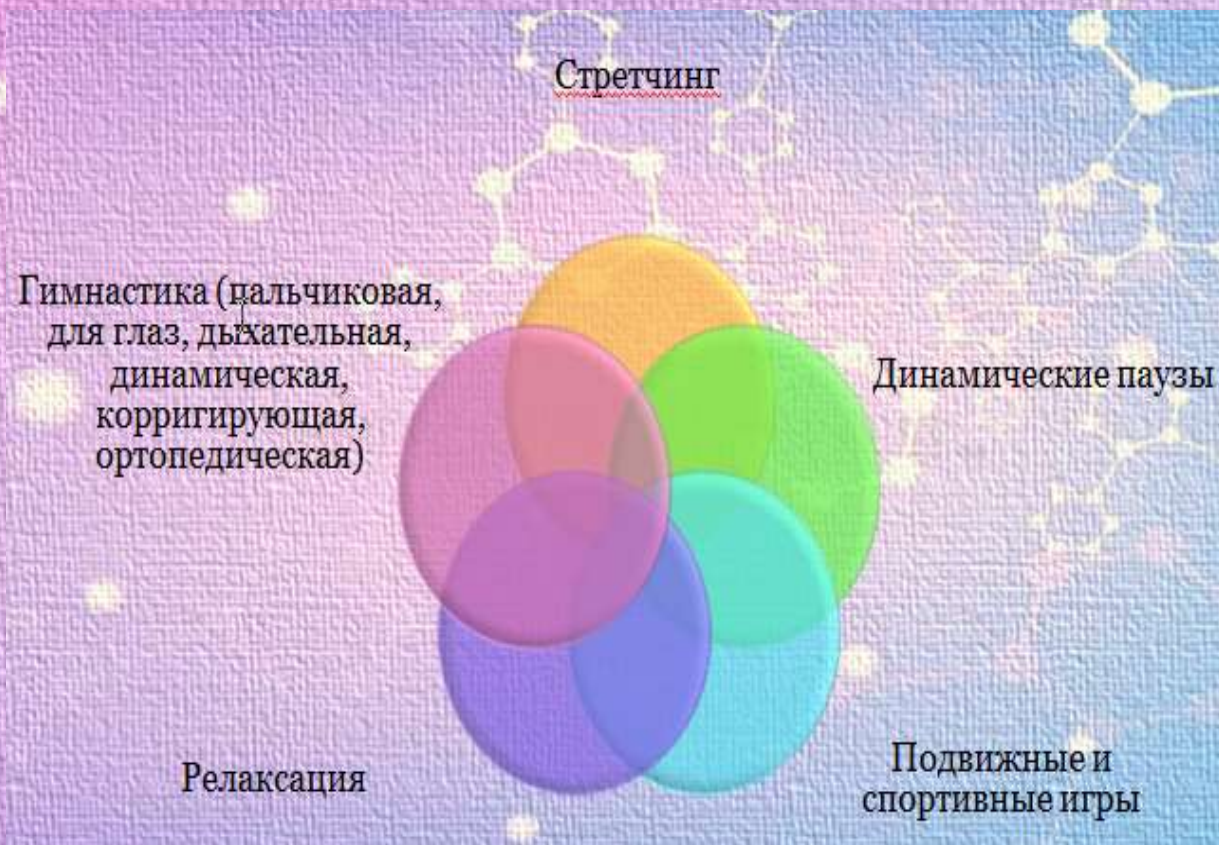 Стретчинг
Гимнастика (пальчиковая,
для глаз, дыхательная,
динамическая,
корригирующая,
ортопедическая)
Динамические паузы
Релаксация
Подвижные и
спортивные игры